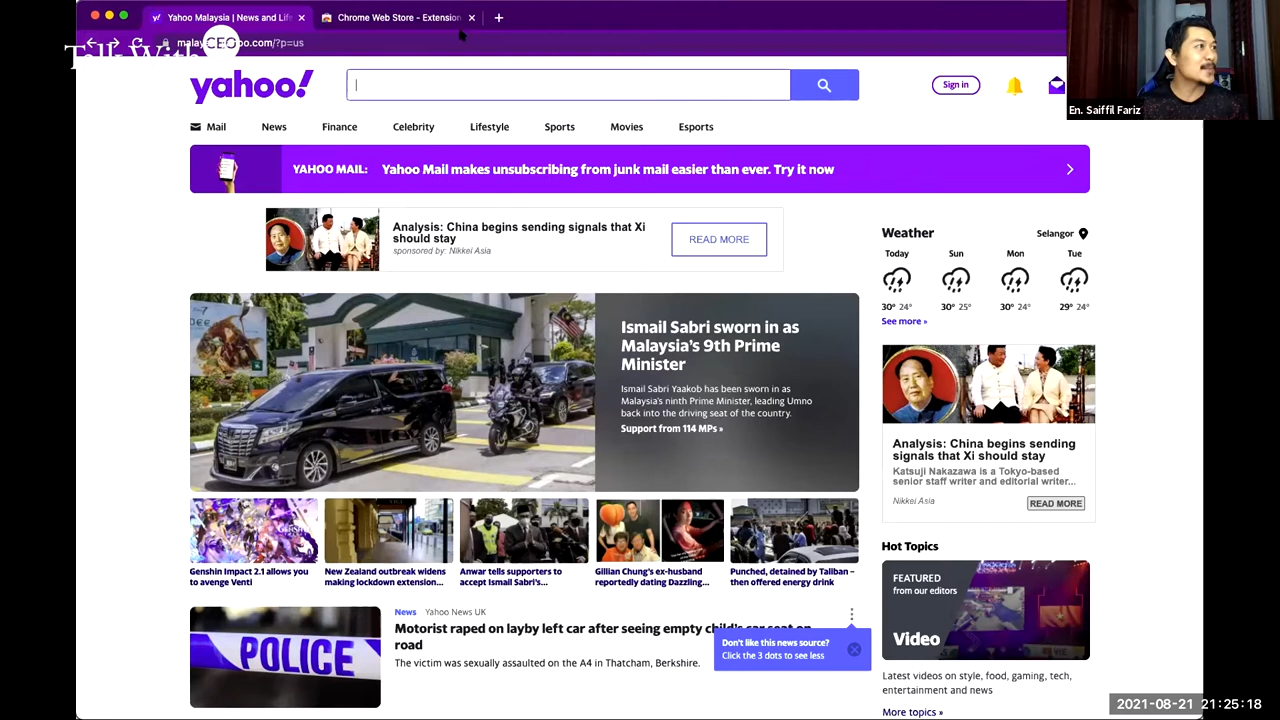 Yahoo Malaysia | News and Life
Chrome Web Store - Extension
Talk With
CEO
yahoo.com/?p=us
yahoo!
Sign in
En. Saiffil Fariz
Mail
News
Finance
Celebrity
Lifestyle
Sports
Movies
Esports
YAHOO MAIL: Yahoo Mail makes unsubscribing from junk mail easier than ever. Try it now
Analysis: China begins sending signals that Xi
should stay
sponsored by: Nikkei Asia
READ MORE
Weather
Selangor
Today
Sun
Mon
Tue
30° 24°
30° 25°
30° 24°
29° 24°
See more »
Ismail Sabri sworn in as
Malaysia's 9th Prime
Minister
Ismail Sabri Yaakob has been sworn in as
Malaysia's ninth Prime Minister, leading Umno
back into the driving seat of the country.
Support from 114 MPs »
Analysis: China begins sending
signals that Xi should stay
Katsuji Nakazawa is a Tokyo-based
senior staff writer and editorial writer...
Nikkei Asia
READ MORE
Genshin Impact 2.1 allows you
to avenge Venti
New Zealand outbreak widens
making lockdown extension...
Anwar tells supporters to
accept Ismail Sabri's...
Gillian Chung's ex-husband
reportedly dating Dazzling...
Punched, detained by Taliban –
then offered energy drink
Hot Topics
FEATURED
from our editors
Video
Latest videos on style, food, gaming, tech,
entertainment and news
More topics »
POLICE
News
Yahoo News UK
Motorist raped on layby left car after seeing empty child's car seat on
road
The victim was sexually assaulted on the A4 in Thatcham, Berkshire.
Don't like this news source?
Click the 3 dots to see less
2021-08-21 21:25:18